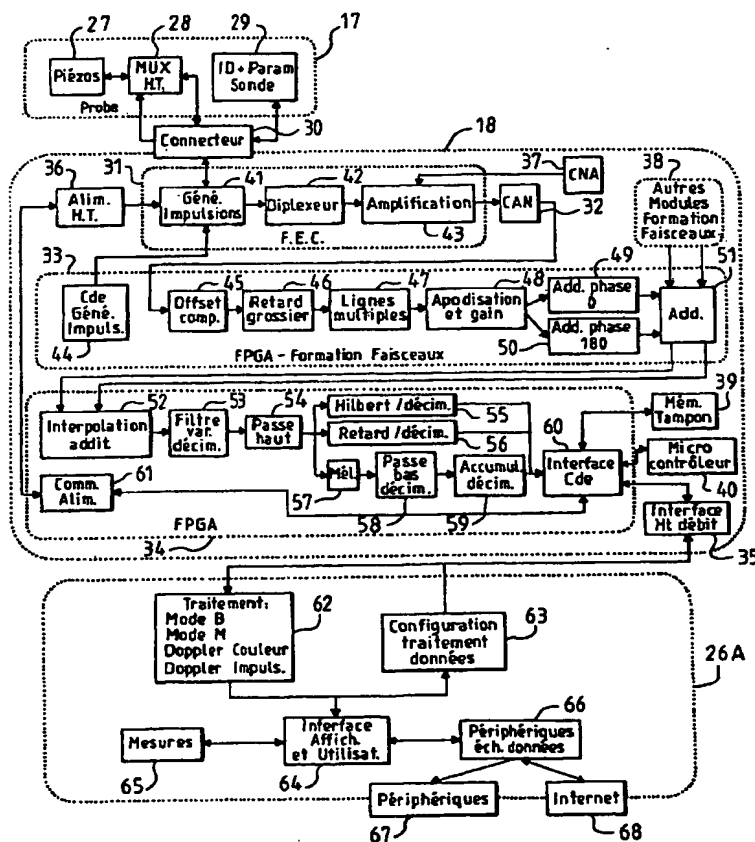 27
28
29
17
Piézos
MUX
H.T.
ID + Param
Sonde
Probe
Connecteur
30
18
36
31
41
42
37
CNA
38
Alim.
H.T.
Géné.
Impulsions
Diplexeur
Amplification
CAN
Autres
Modules
Formation
Faisceaux
F.E.C.
43
32
33
45
46
47
48
49
51
Cde
Géné.
Impuls.
44
Offset
comp.
Retard
grossier
Lignes
multiples
Apodisation
et gain
Add. phase
0
Add.
50
Add. phase
180
FPGA - Formation Faisceaux
52
53
54
Hilbert /décim.
55
39
Interpolation
addit.
Filtre
var.
décim.
Passe
haut
Retard /décim.
56
60
Mém.
Tampon
61
Mél.
Passe
bas
décim.
Accumul.
décim.
Interface
Cde
Micro
contrôleur
40
Comm.
Alim.
57
58
59
FPGA
34
Interface
Ht débit
35
Traitement:
Mode B
Mode M
Doppler Couleur
Doppler Impuls.
62
Configuration
traitement
données
63
26A
66
Mesures
65
Interface
Affich.
et Utilisat.
64
Périphériques
éch. données
Périphériques
67
Internet
68